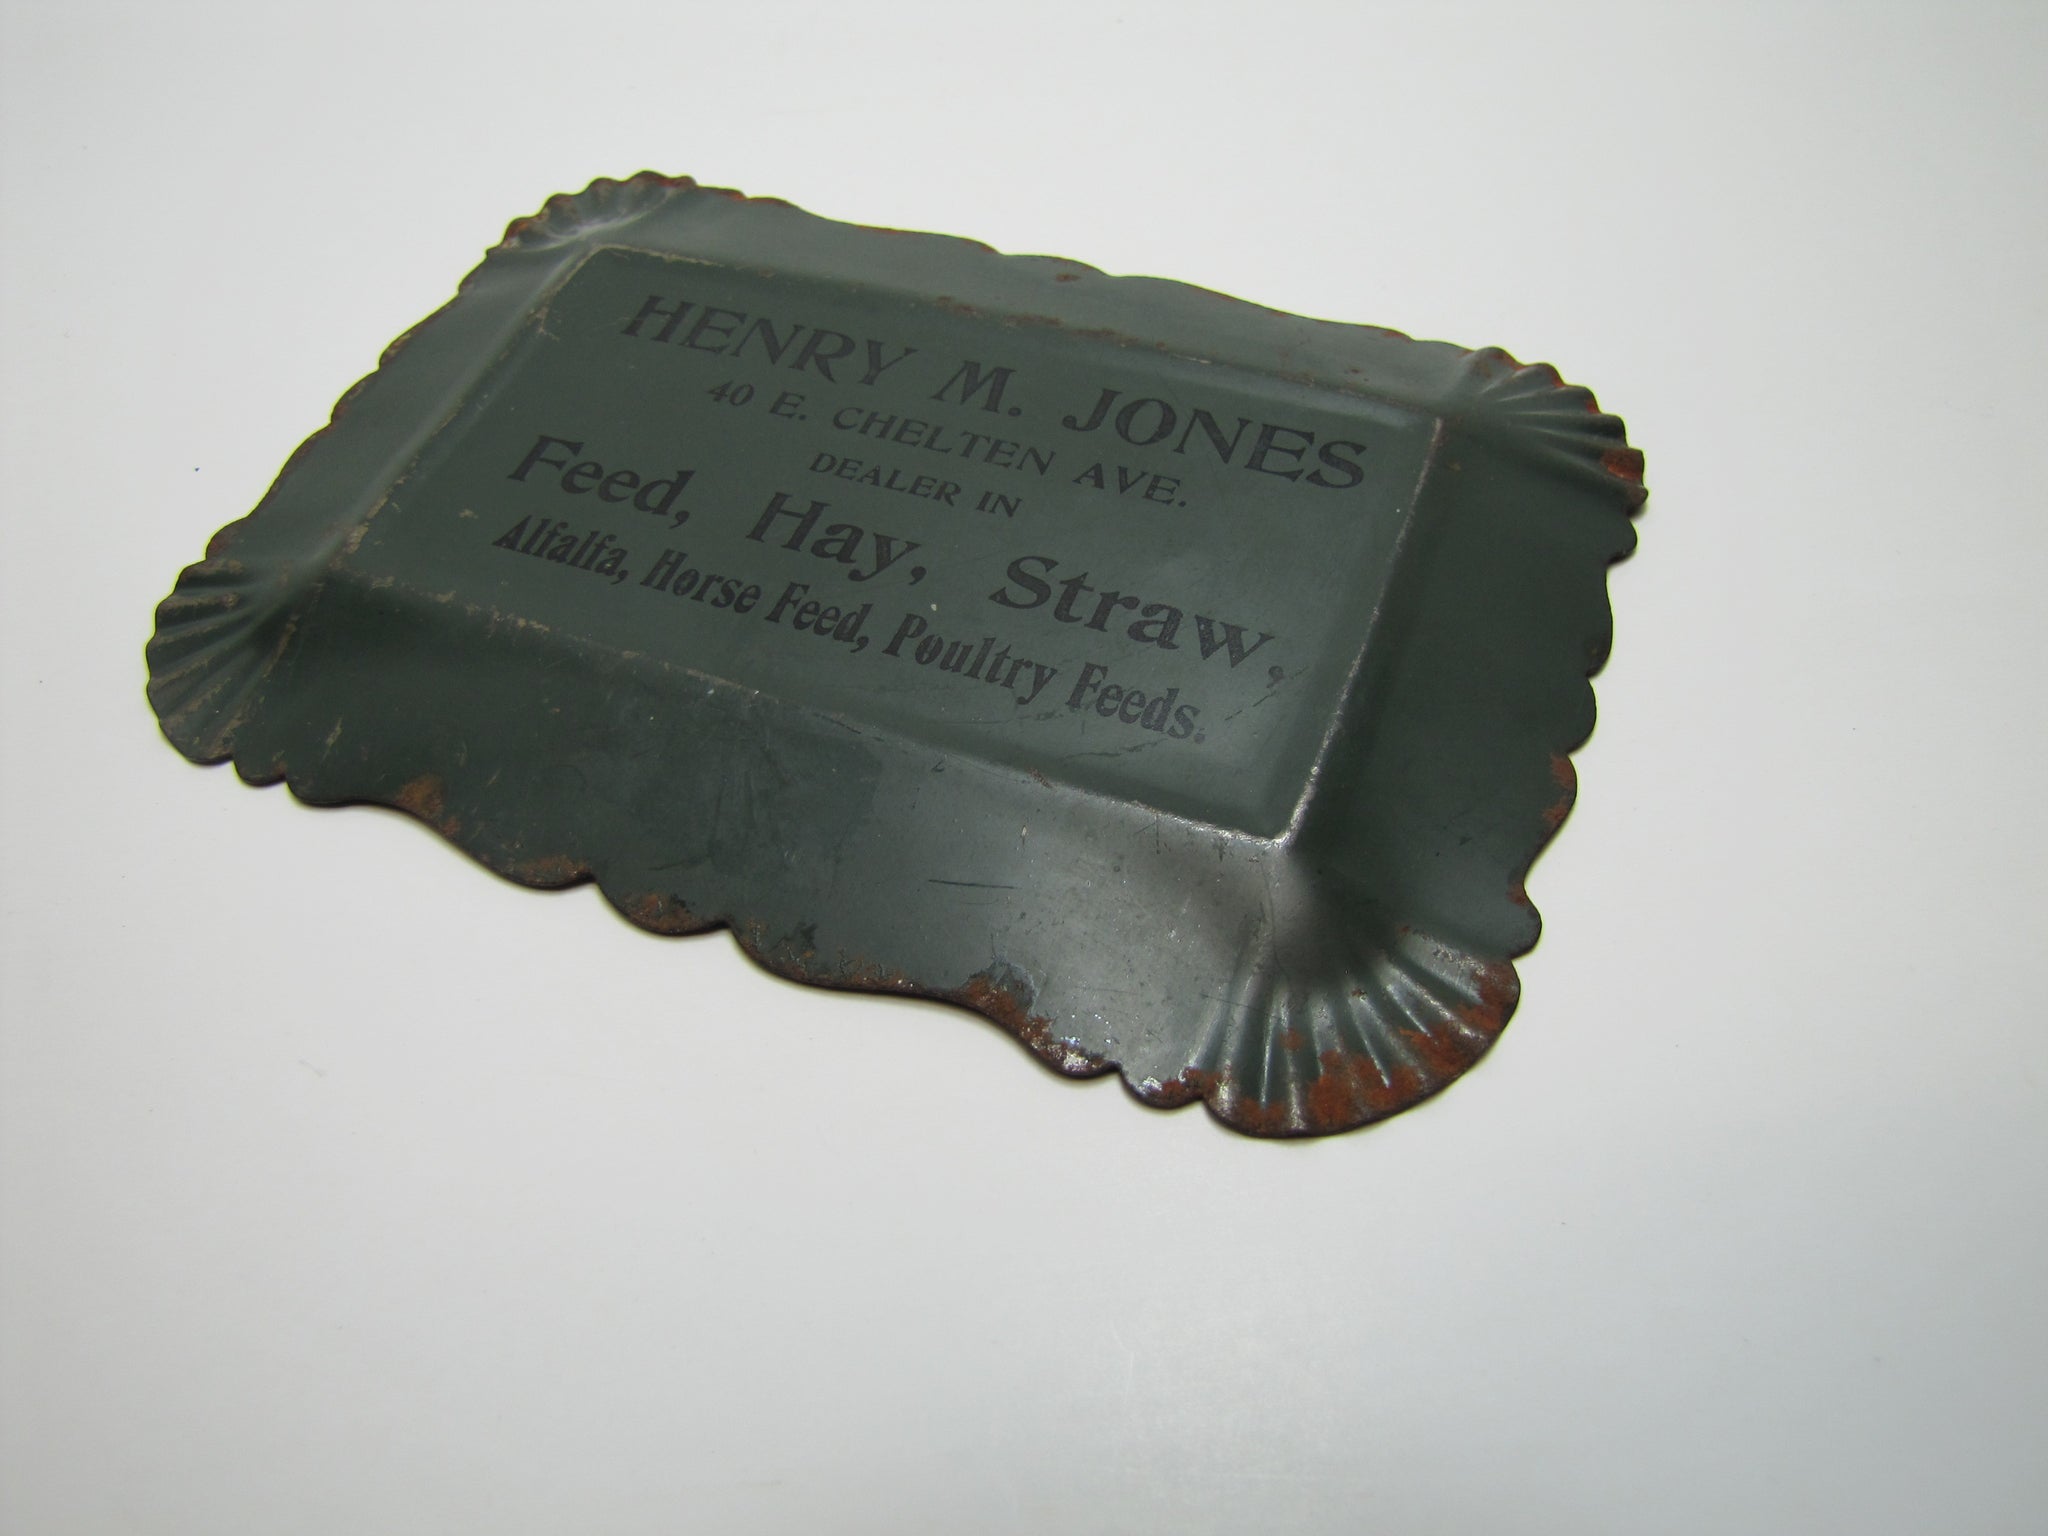 HENRY M. JONES
40 E. CHELTEN AVE.
DEALER IN
Feed, Hay, Straw,
Alfalfa, Horse Feed, Poultry Feeds.